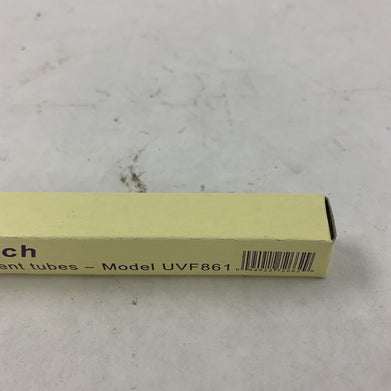 ch
ent tubes – Model UVF861